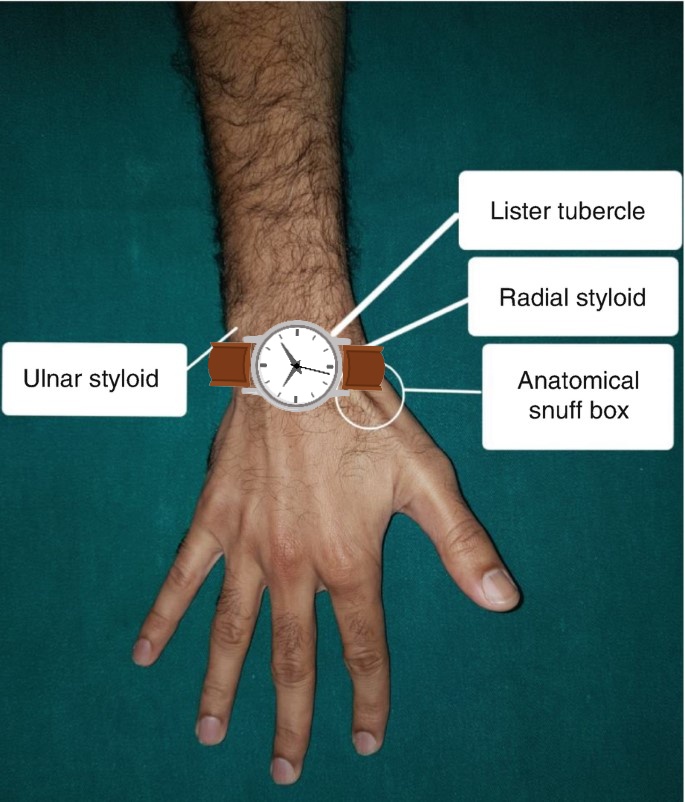 Lister tubercle
Radial styloid
Ulnar styloid
Anatomical
snuff box